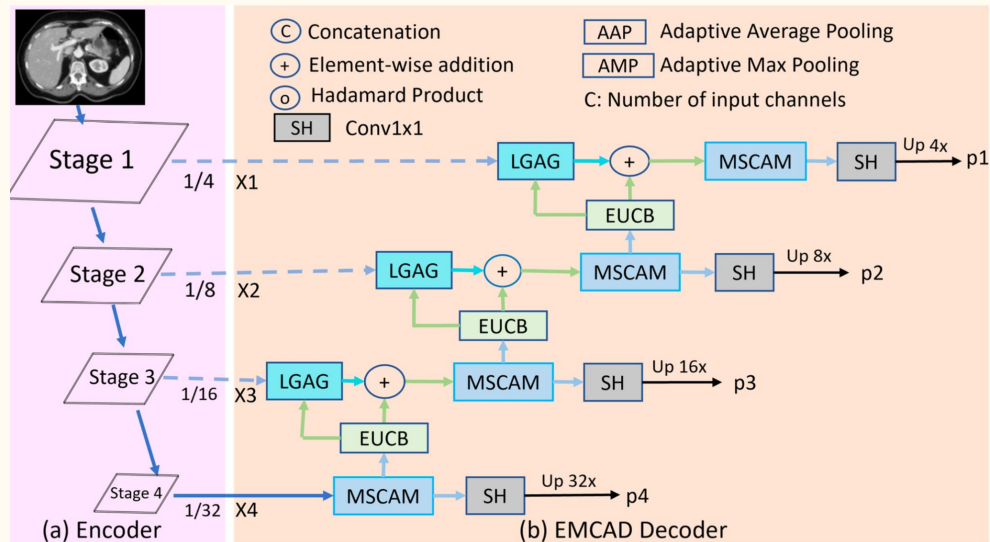 C Concatenation
+ Element-wise addition
o Hadamard Product
SH Conv1x1
AAP Adaptive Average Pooling
AMP Adaptive Max Pooling
C: Number of input channels
Stage 1
1/4 X1
LGAG + MSCAM SH Up 4x p1
EUCB
Stage 2
1/8 X2
LGAG + MSCAM SH Up 8x p2
EUCB
Stage 3
1/16 X3
LGAG + MSCAM SH Up 16x p3
EUCB
Stage 4
1/32 X4
MSCAM SH Up 32x p4
(a) Encoder
(b) EMCAD Decoder